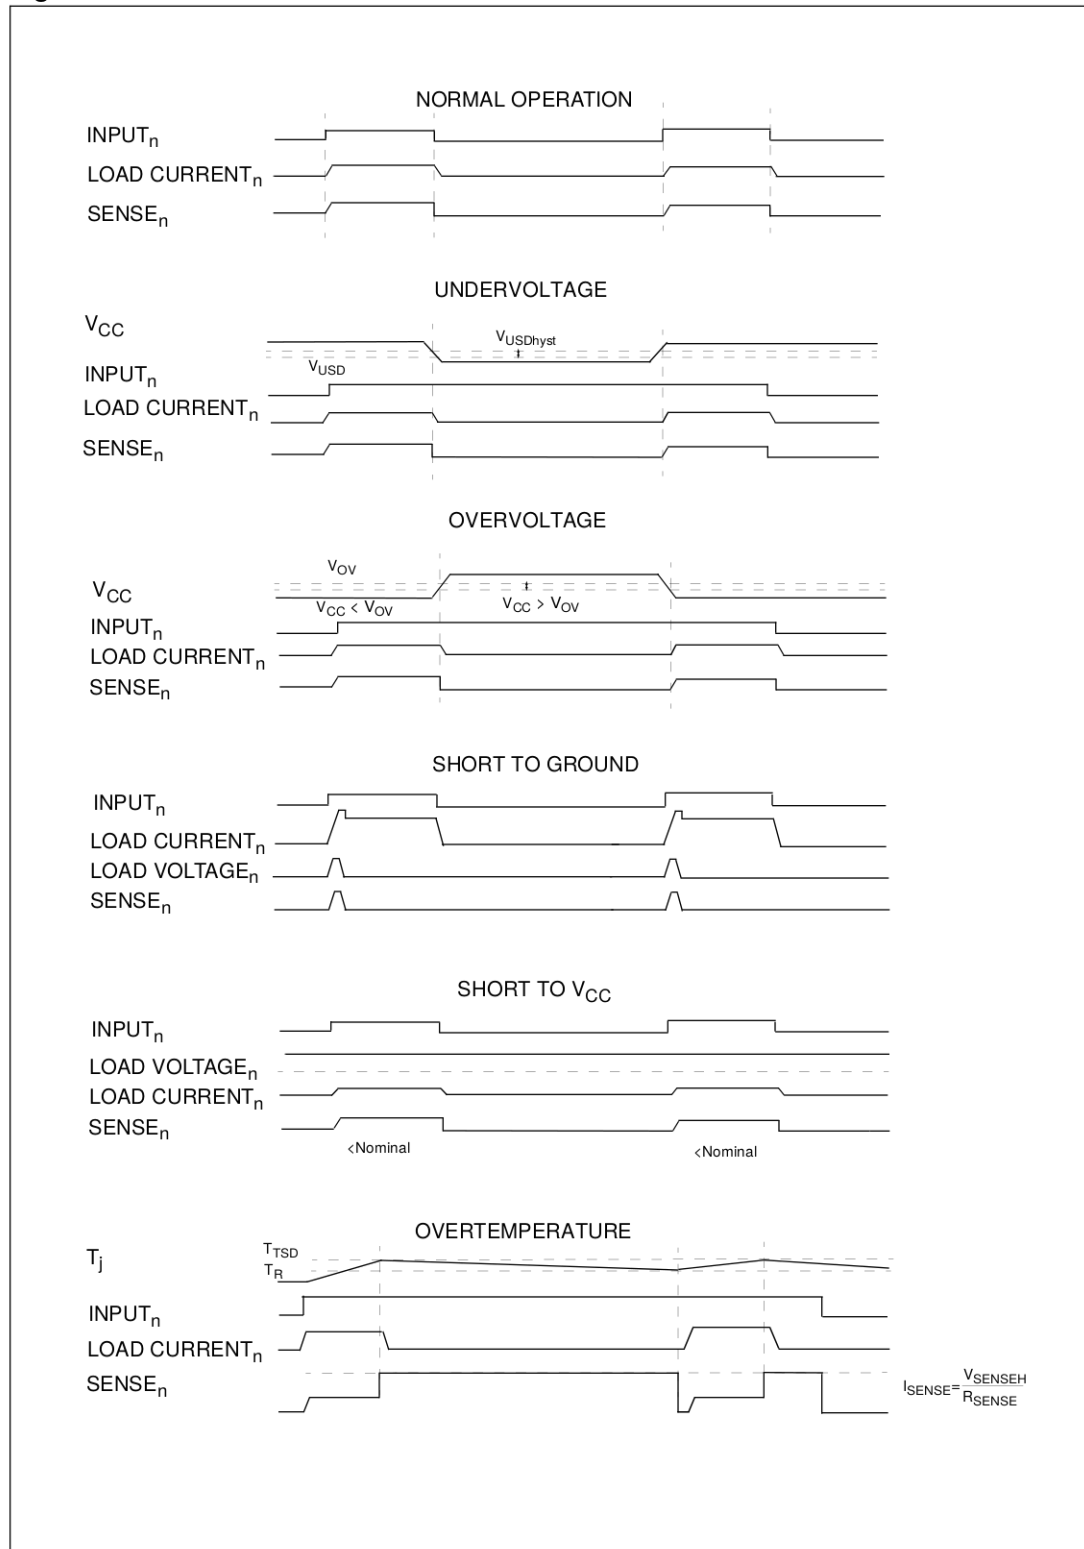 NORMAL OPERATION
INPUTn
LOAD CURRENTn
SENSEn
UNDERVOLTAGE
VCC
VUSDhyst
VUSD
INPUTn
LOAD CURRENTn
SENSEn
OVERVOLTAGE
VOV
VCC
VCC < VOV
VCC > VOV
INPUTn
LOAD CURRENTn
SENSEn
SHORT TO GROUND
INPUTn
LOAD CURRENTn
LOAD VOLTAGEn
SENSEn
SHORT TO VCC
INPUTn
LOAD VOLTAGEn
LOAD CURRENTn
SENSEn
<Nominal
<Nominal
OVERTEMPERATURE
Tj
TTSD
TR
INPUTn
LOAD CURRENTn
SENSEn
ISENSE=VSENSEH/RSENSE